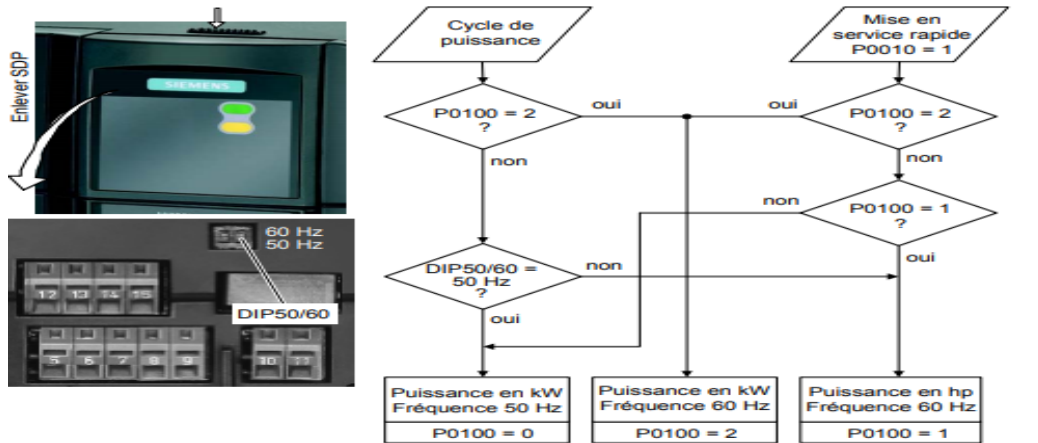 Enlever SDP
SIEMENS
60 Hz
50 Hz
12 13 14 15
DIP50/60
5 6 7 8 9 10 11
Cycle de
puissance
Mise en
service rapide
P0010 = 1
P0100 = 2
?
oui
oui
P0100 = 2
?
non
non
non
P0100 = 1
?
oui
DIP50/60 =
50 Hz
?
non
oui
Puissance en kW
Fréquence 50 Hz
P0100 = 0
Puissance en kW
Fréquence 60 Hz
P0100 = 2
Puissance en hp
Fréquence 60 Hz
P0100 = 1